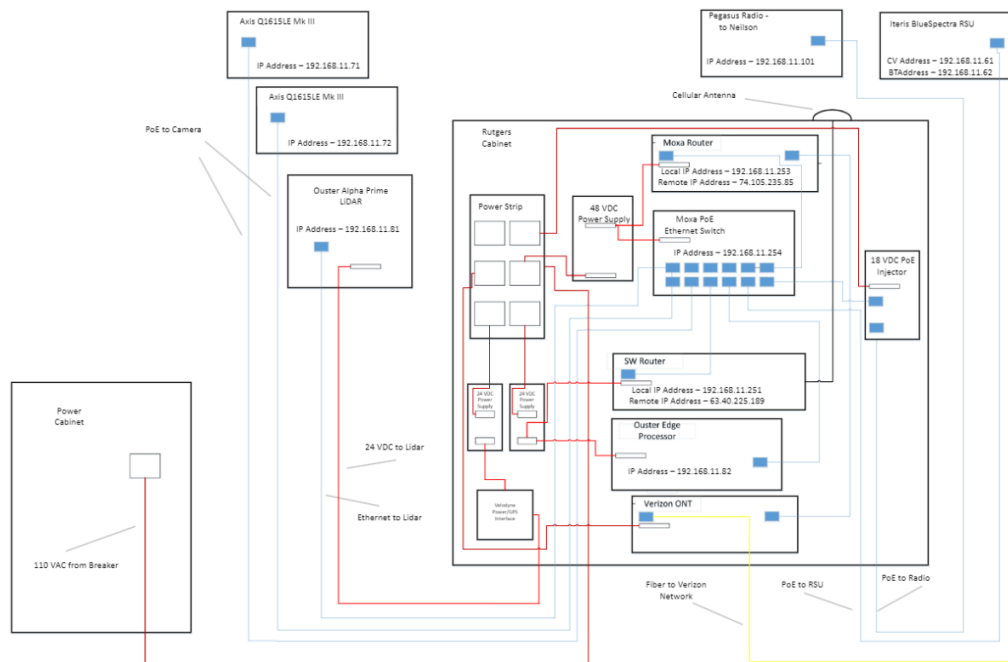 Axis Q1615LE Mk III
IP Address – 192.168.11.71
Axis Q1615LE Mk III
IP Address – 192.168.11.72
PoE to Camera
Ouster Alpha Prime
LIDAR
IP Address – 192.168.11.81
Pegasus Radio -
to Neilson
IP Address – 192.168.11.101
Iteris BlueSpectra RSU
CV Address – 192.168.11.61
BTAddress – 192.168.11.62
Cellular Antenna
Rutgers
Cabinet
Moxa Router
Local IP Address – 192.168.11.253
Remote IP Address – 74.105.235.85
Power Strip
48 VDC
Power Supply
Moxa PoE
Ethernet Switch
IP Address – 192.168.11.254
18 VDC PoE
Injector
SW Router
Local IP Address – 192.168.11.251
Remote IP Address – 63.40.225.189
24 VDC
Power
Supply
24 VDC
Power
Supply
Ouster Edge
Processor
IP Address – 192.168.11.82
Power
Cabinet
24 VDC to Lidar
Velodyne
Power/GPS
Interface
Verizon ONT
Ethernet to Lidar
110 VAC from Breaker
Fiber to Verizon
Network
PoE to RSU
PoE to Radio